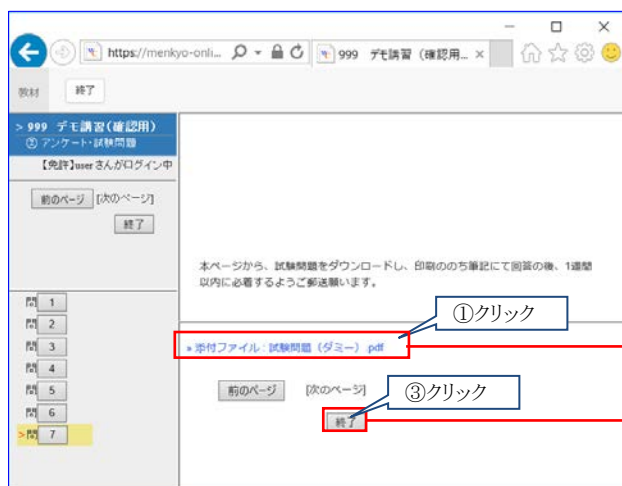 https://menkyo-onli...
999 デモ講習（確認用...
教材 終了
> 999 デモ講習(確認用)
② アンケート・試験問題
【免許】userさんがログイン中
前のページ [次のページ]
終了
本ページから、試験問題をダウンロードし、印刷ののち筆記にて回答の後、1週間
以内に必着するようご郵送願います。
問 1
問 2
問 3
問 4
問 5
問 6
>問 7
①クリック
» 添付ファイル : 試験問題（ダミー）.pdf
前のページ [次のページ]
③クリック
終了